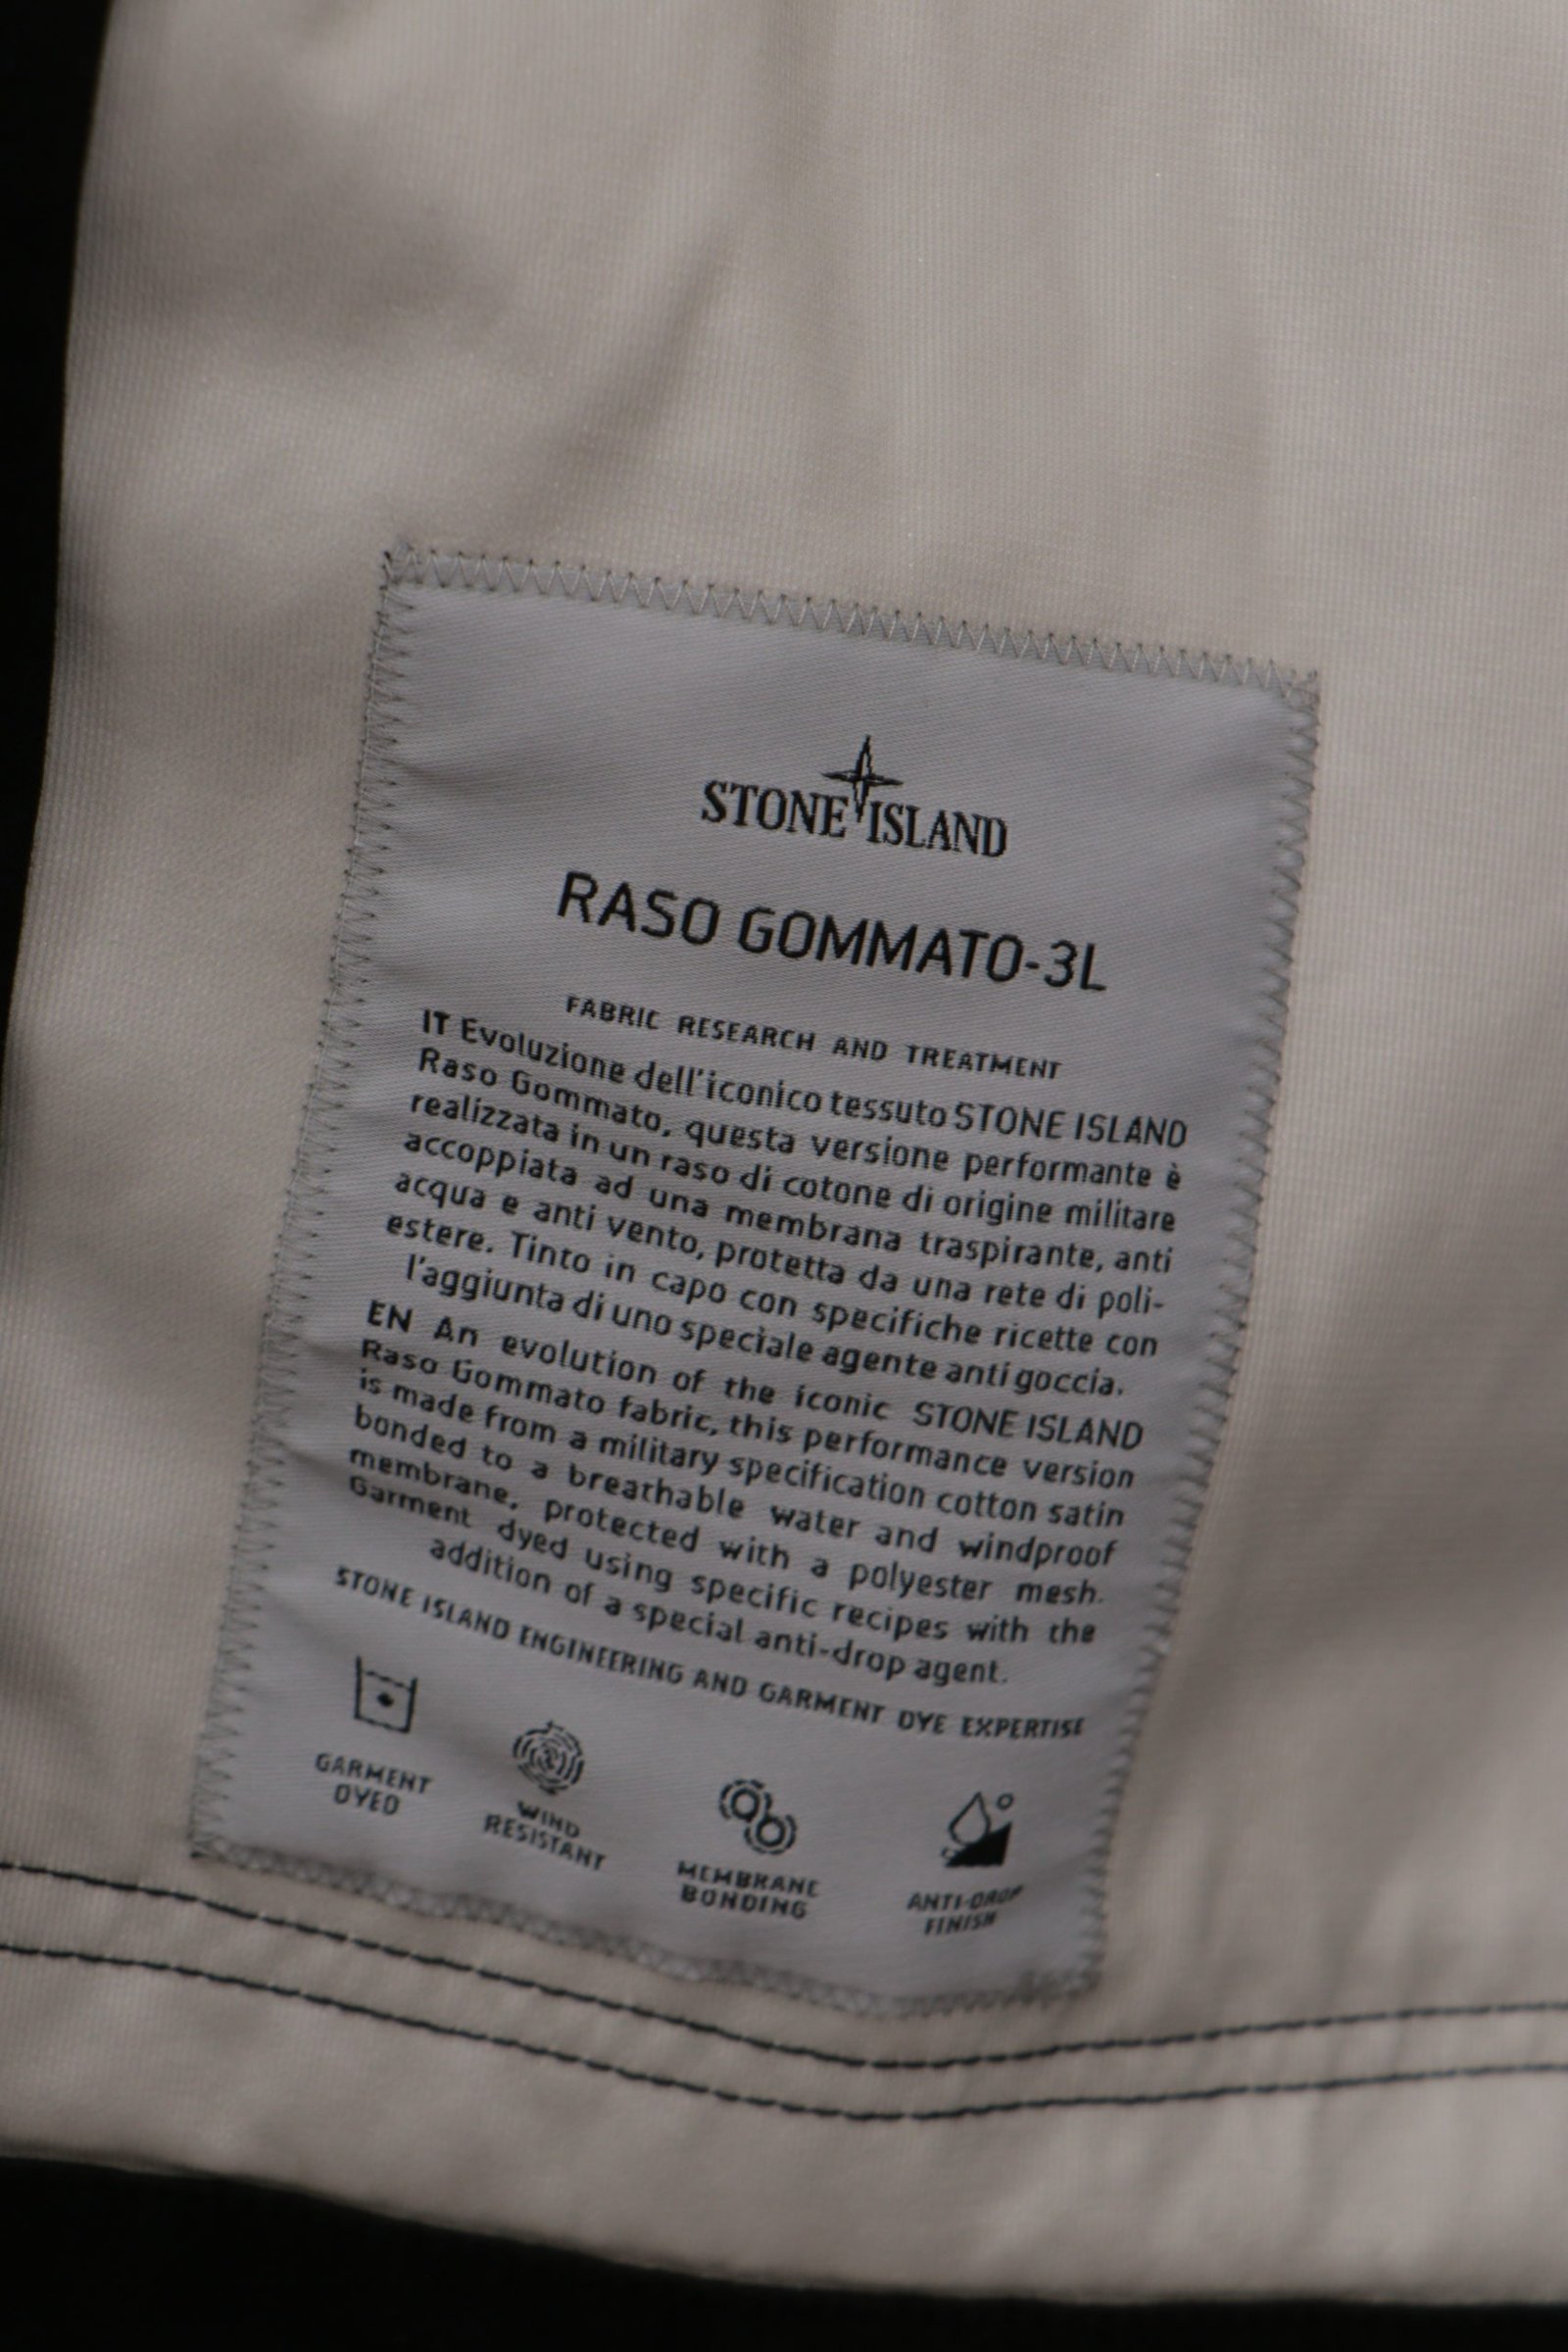 STONE ISLAND
RASO GOMMATO-3L
FABRIC RESEARCH AND TREATMENT
IT Evoluzione dell'iconico tessuto STONE ISLAND
Raso Gommato, questa versione performante è
realizzata in un raso di cotone di origine militare
accoppiata ad una membrana traspirante, anti
acqua e anti vento, protetta da una rete di poli-
estere. Tinto in capo con specifiche ricette con
l'aggiunta di uno speciale agente anti goccia.
EN An evolution of the iconic STONE ISLAND
Raso Gommato fabric, this performance version
is made from a military specification cotton satin
bonded to a breathable water and windproof
membrane, protected with a polyester mesh.
Garment dyed using specific recipes with the
addition of a special anti-drop agent.
STONE ISLAND ENGINEERING AND GARMENT DYE EXPERTISE
GARMENT
DYED
WIND
RESISTANT
MEMBRANE
BONDING
ANTI-DROP
FINISH